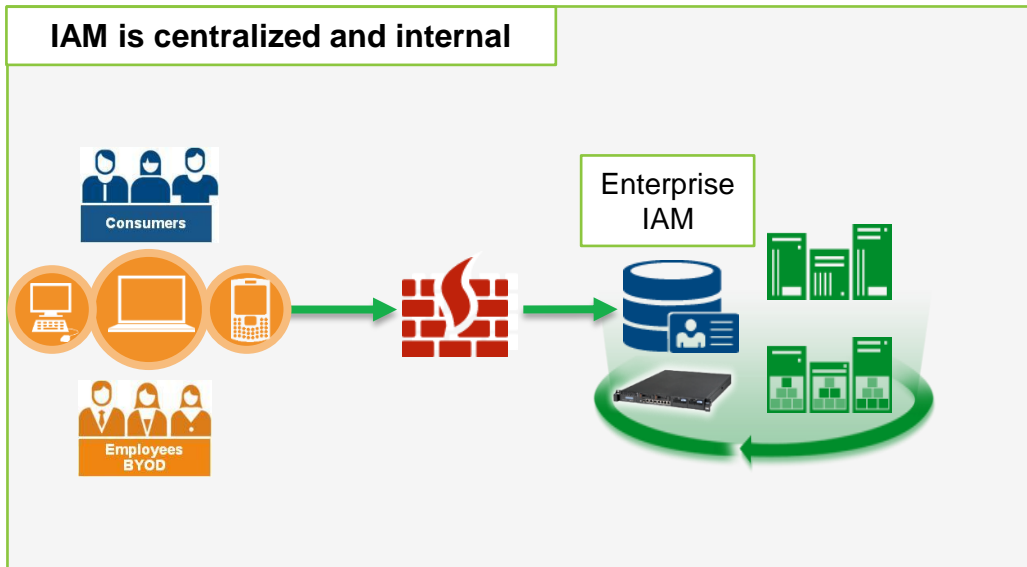 IAM is centralized and internal
Consumers
Enterprise
IAM
Employees
BYOD